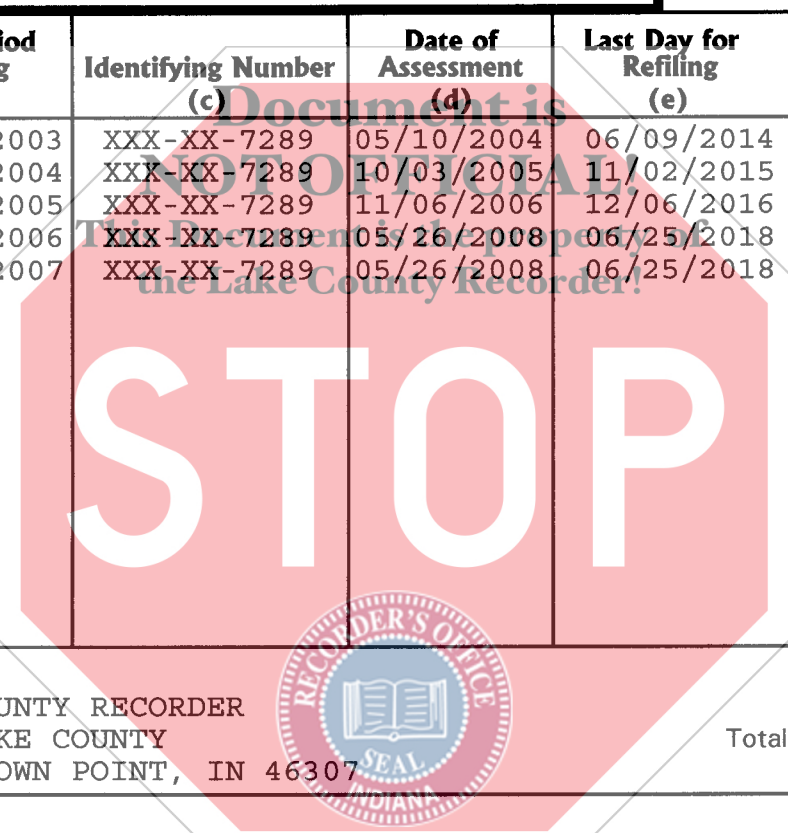 iod
g
Identifying Number
(c)
Date of
Assessment
(d)
Last Day for
Refiling
(e)
Document is
2003 XXX-XX-7289 05/10/2004 06/09/2014
2004 XXX-XX-7289 10/03/2005 11/02/2015
NOT OFFICIAL!
2005 XXX-XX-7289 11/06/2006 12/06/2016
2006 XXX-XX-7289 05/26/2008 06/25/2018
This Document is the property of
2007 XXX-XX-7289 05/26/2008 06/25/2018
the Lake County Recorder!
STOP
RECORDER'S OFFICE
SEAL
INDIANA
UNTY RECORDER
KE COUNTY
OWN POINT, IN 46307
Total